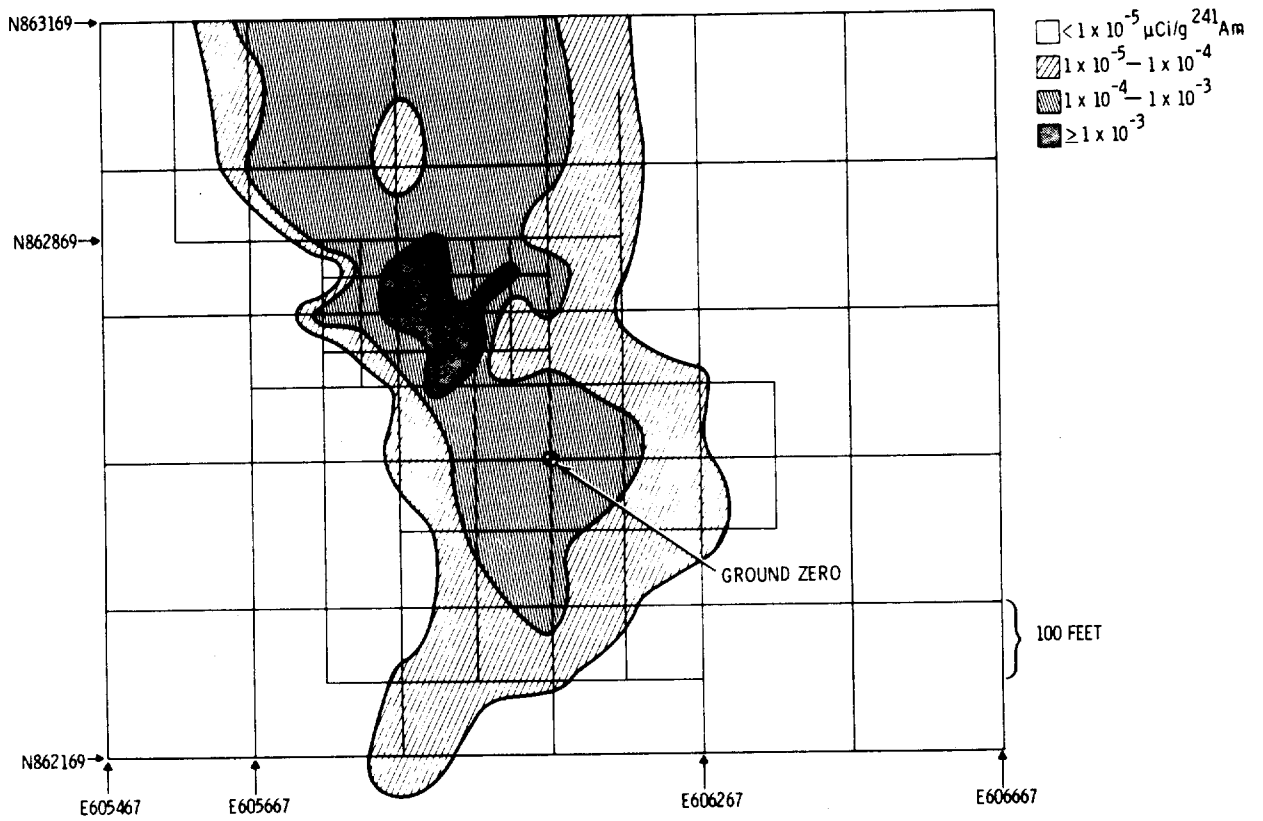 N863169
N862869
N862169
E605467
E605667
E606267
E606667
< 1 x 10⁻⁵ μCi/g ²⁴¹Am
1 x 10⁻⁵ — 1 x 10⁻⁴
1 x 10⁻⁴ — 1 x 10⁻³
≥ 1 x 10⁻³
GROUND ZERO
100 FEET